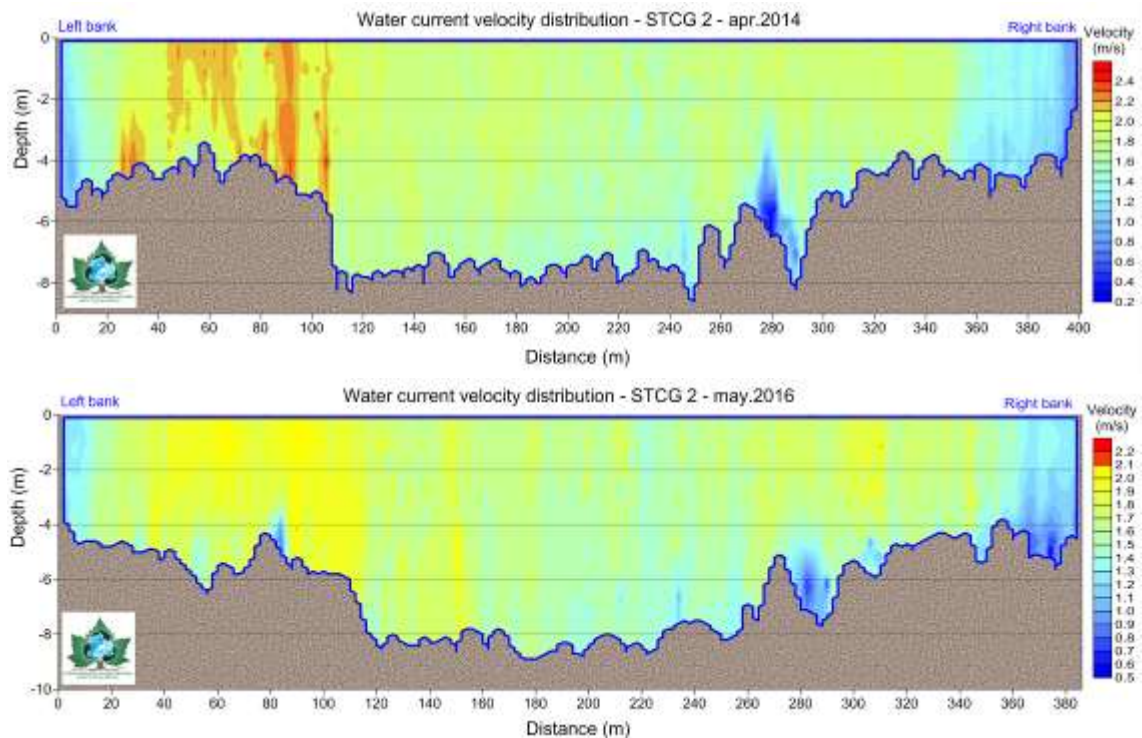 Water current velocity distribution - STCG 2 - apr.2014
Left bank
Right bank
Velocity
(m/s)
0
-2
-4
-6
-8
Depth (m)
2.4
2.2
2.0
1.8
1.6
1.4
1.2
1.0
0.8
0.6
0.4
0.2
0 20 40 60 80 100 120 140 160 180 200 220 240 260 280 300 320 340 360 380 400
Distance (m)
Water current velocity distribution - STCG 2 - may.2016
Left bank
Right bank
Velocity
(m/s)
0
-2
-4
-6
-8
-10
Depth (m)
2.2
2.1
2.0
1.9
1.8
1.7
1.6
1.5
1.4
1.3
1.2
1.1
1.0
0.9
0.8
0.7
0.6
0.5
0 20 40 60 80 100 120 140 160 180 200 220 240 260 280 300 320 340 360 380
Distance (m)